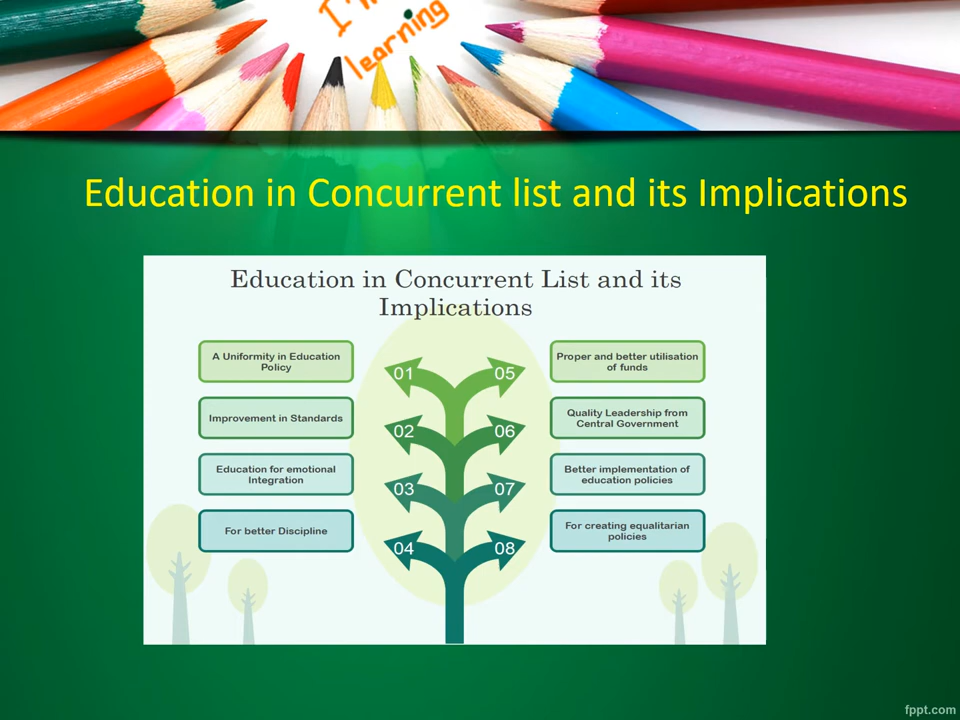 I'm
learning
Education in Concurrent list and its Implications
Education in Concurrent List and its
Implications
A Uniformity in Education
Policy
01
05
Proper and better utilisation
of funds
Improvement in Standards
02
06
Quality Leadership from
Central Government
Education for emotional
Integration
03
07
Better implementation of
education policies
For better Discipline
04
08
For creating equalitarian
policies
fppt.com